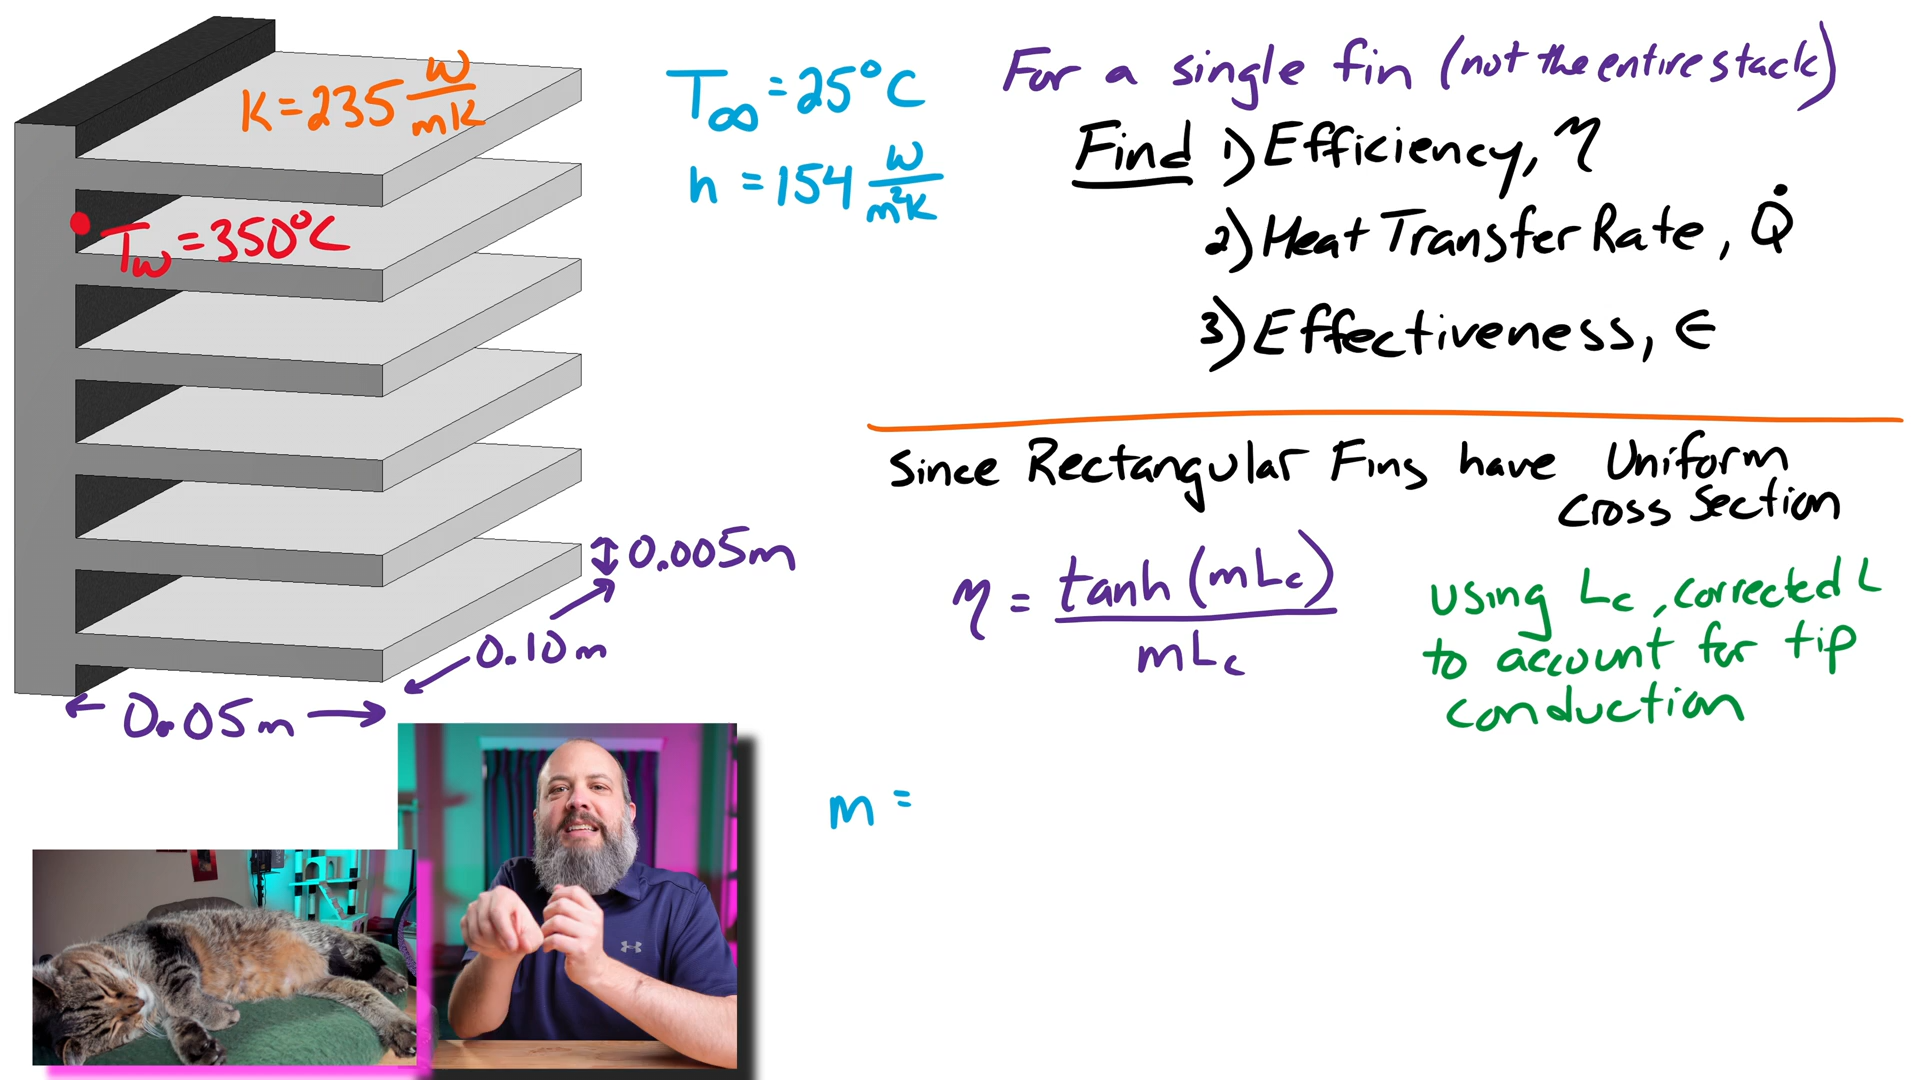 K = 235 W/mK
T∞ = 25°C
h = 154 W/m²K
Tw = 350°C
0.005m
0.10m
0.05m
For a single fin (not the entire stack)
Find 1) Efficiency, η
2) Heat Transfer Rate, Q̇
3) Effectiveness, ∈
Since Rectangular Fins have Uniform
Cross Section
η = tanh (mLc) / mLc
Using Lc, corrected L
to account for tip
conduction
m =